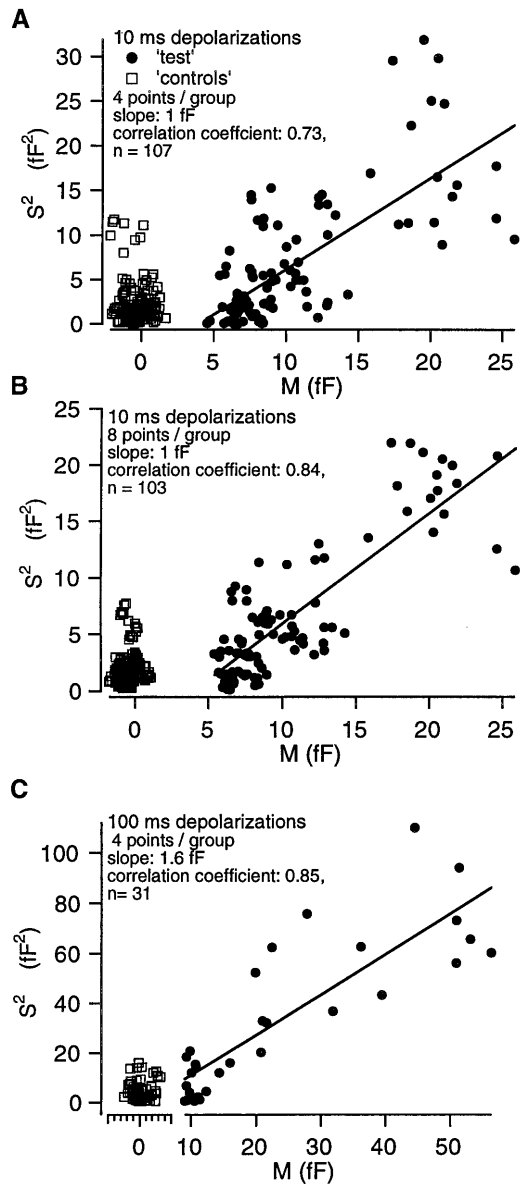 A
10 ms depolarizations
'test'
'controls'
4 points / group
slope: 1 fF
correlation coeffcient: 0.73,
n = 107
30
25
20
15
10
5
0
S² (fF²)
0 5 10 15 20 25
M (fF)
B
10 ms depolarizations
8 points / group
slope: 1 fF
correlation coefficient: 0.84,
n = 103
25
20
15
10
5
0
S² (fF²)
0 5 10 15 20 25
M (fF)
C
100 ms depolarizations
4 points / group
slope: 1.6 fF
correlation coefficient: 0.85,
n= 31
100
80
60
40
20
0
S² (fF²)
0 10 20 30 40 50
M (fF)